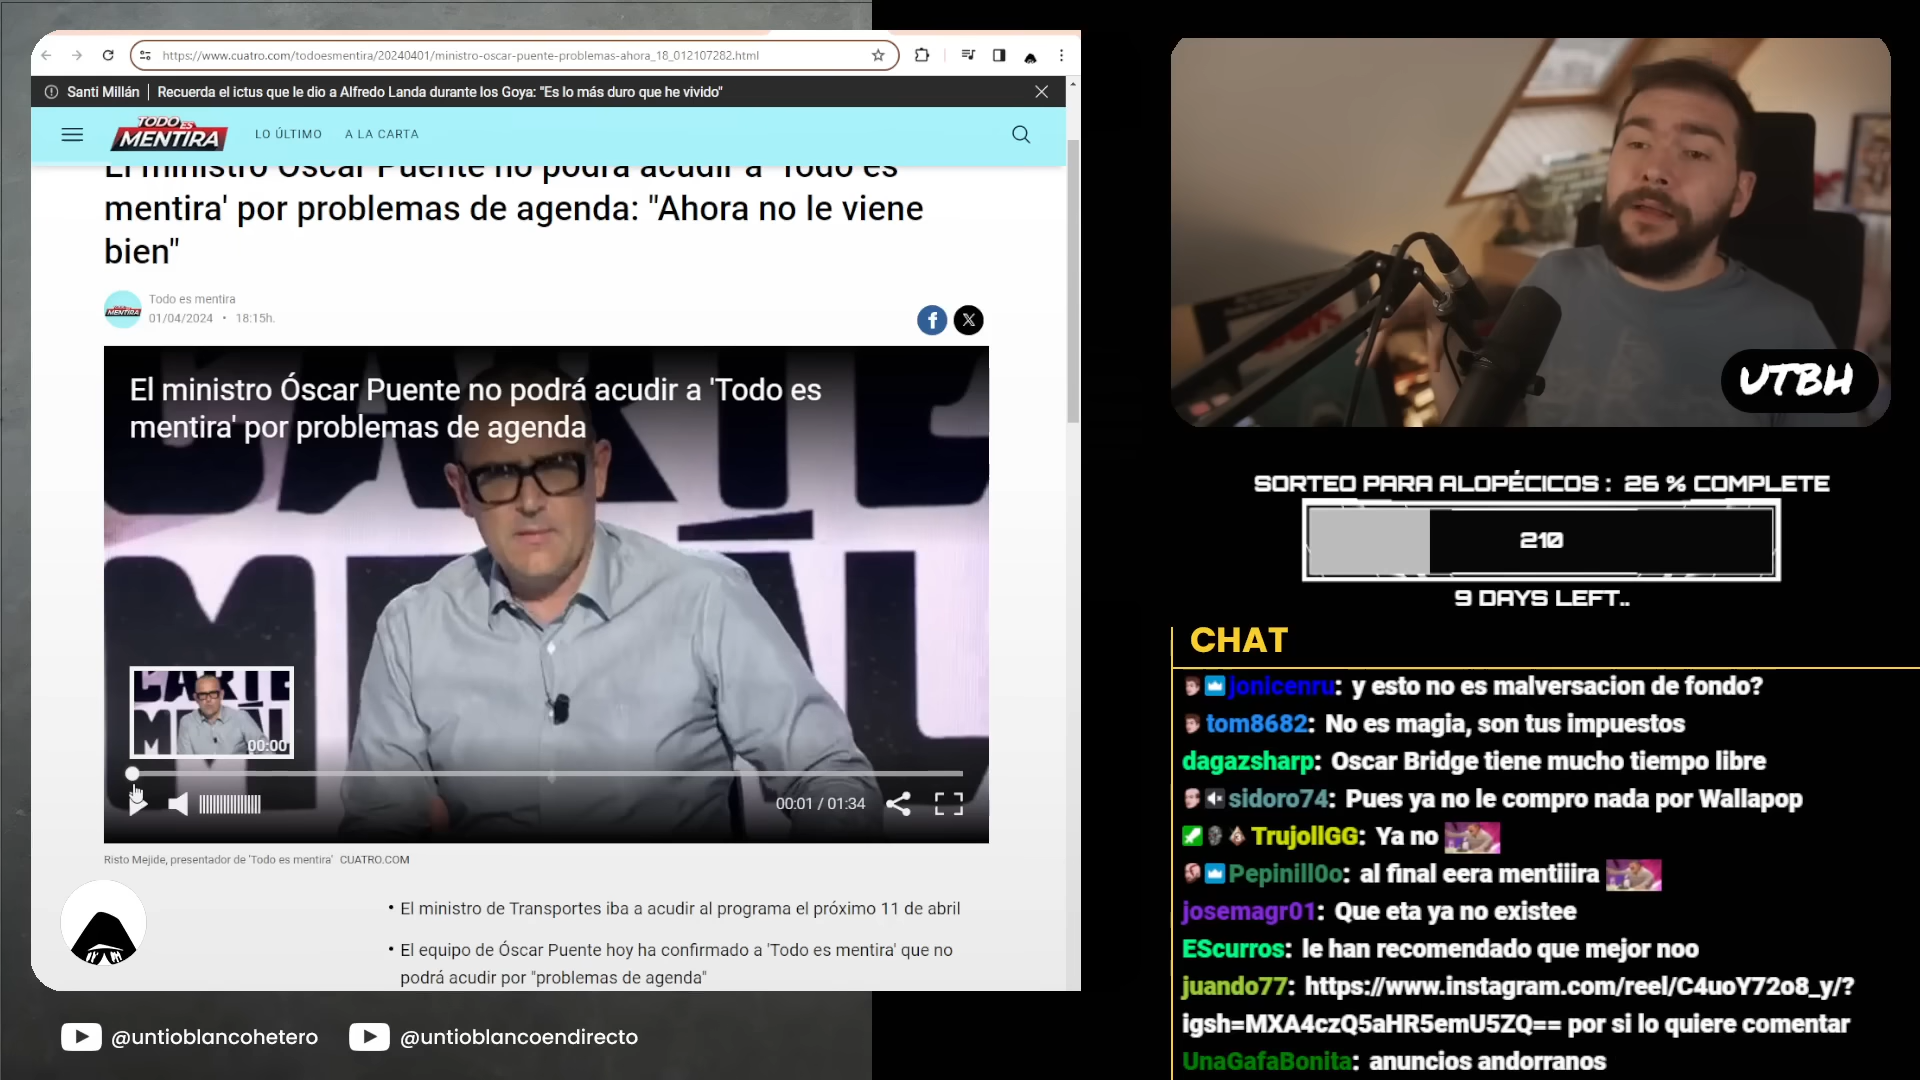 https://www.cuatro.com/todoesmentira/20240401/ministro-oscar-puente-problemas-ahora_18_012107282.html
Santi Millán | Recuerda el ictus que le dio a Alfredo Landa durante los Goya: "Es lo más duro que he vivido"
TODO ES
MENTIRA
LO ÚLTIMO
A LA CARTA
El ministro Óscar Puente no podrá acudir a 'Todo es
mentira' por problemas de agenda: "Ahora no le viene
bien"
Todo es mentira
01/04/2024 • 18:15h.
El ministro Óscar Puente no podrá acudir a 'Todo es
mentira' por problemas de agenda
00:00
00:01 / 01:34
Risto Mejide, presentador de 'Todo es mentira' CUATRO.COM
• El ministro de Transportes iba a acudir al programa el próximo 11 de abril
• El equipo de Óscar Puente hoy ha confirmado a 'Todo es mentira' que no
podrá acudir por "problemas de agenda"
@untioblancohetero
@untioblancoendirecto
UTBH
SORTEO PARA ALOPÉCICOS : 26 % COMPLETE
210
9 DAYS LEFT..
CHAT
jonicenru: y esto no es malversacion de fondo?
tom8682: No es magia, son tus impuestos
dagazsharp: Oscar Bridge tiene mucho tiempo libre
sidoro74: Pues ya no le compro nada por Wallapop
TrujollGG: Ya no
Pepinill0o: al final eera mentiiira
josemagr01: Que eta ya no existee
EScurros: le han recomendado que mejor noo
juando77: https://www.instagram.com/reel/C4uoY72o8_y/?
igsh=MXA4czQ5aHR5emU5ZQ== por si lo quiere comentar
UnaGafaBonita: anuncios andorranos